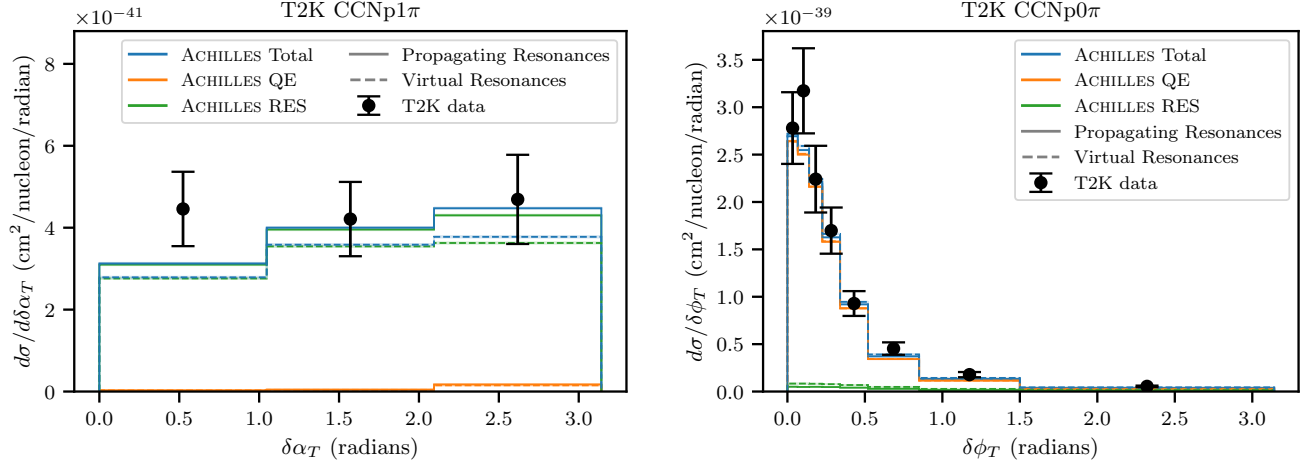 T2K CCNp1π
×10−41
ACHILLES Total
ACHILLES QE
ACHILLES RES
Propagating Resonances
Virtual Resonances
T2K data
dσ/dδαT (cm2/nucleon/radian)
8
6
4
2
0
0.0 0.5 1.0 1.5 2.0 2.5 3.0
δαT (radians)
T2K CCNp0π
×10−39
ACHILLES Total
ACHILLES QE
ACHILLES RES
Propagating Resonances
Virtual Resonances
T2K data
dσ/δϕT (cm2/nucleon/radian)
3.5
3.0
2.5
2.0
1.5
1.0
0.5
0.0
0.0 0.5 1.0 1.5 2.0 2.5 3.0
δϕT (radians)